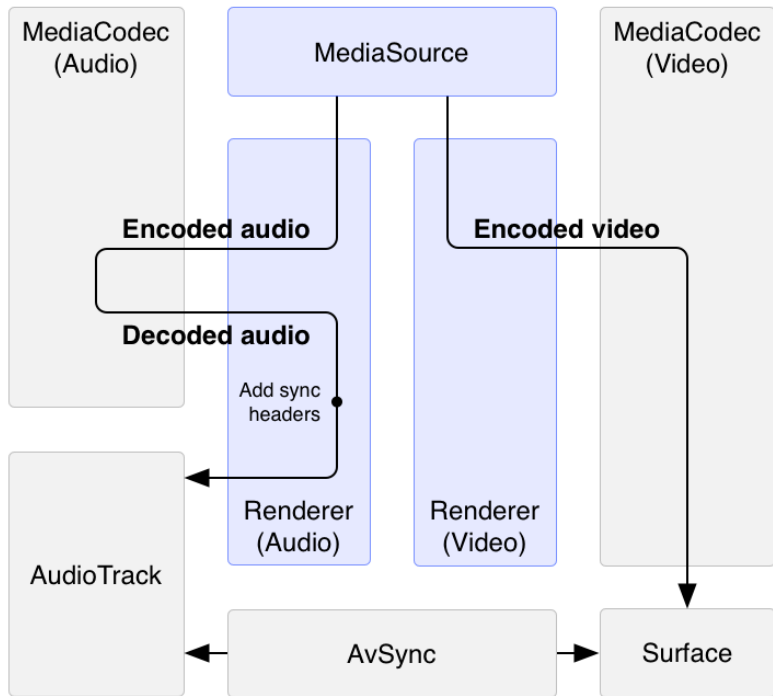 MediaCodec
(Audio)
MediaSource
MediaCodec
(Video)
Encoded audio
Encoded video
Decoded audio
Add sync
headers
Renderer
(Audio)
Renderer
(Video)
AudioTrack
AvSync
Surface